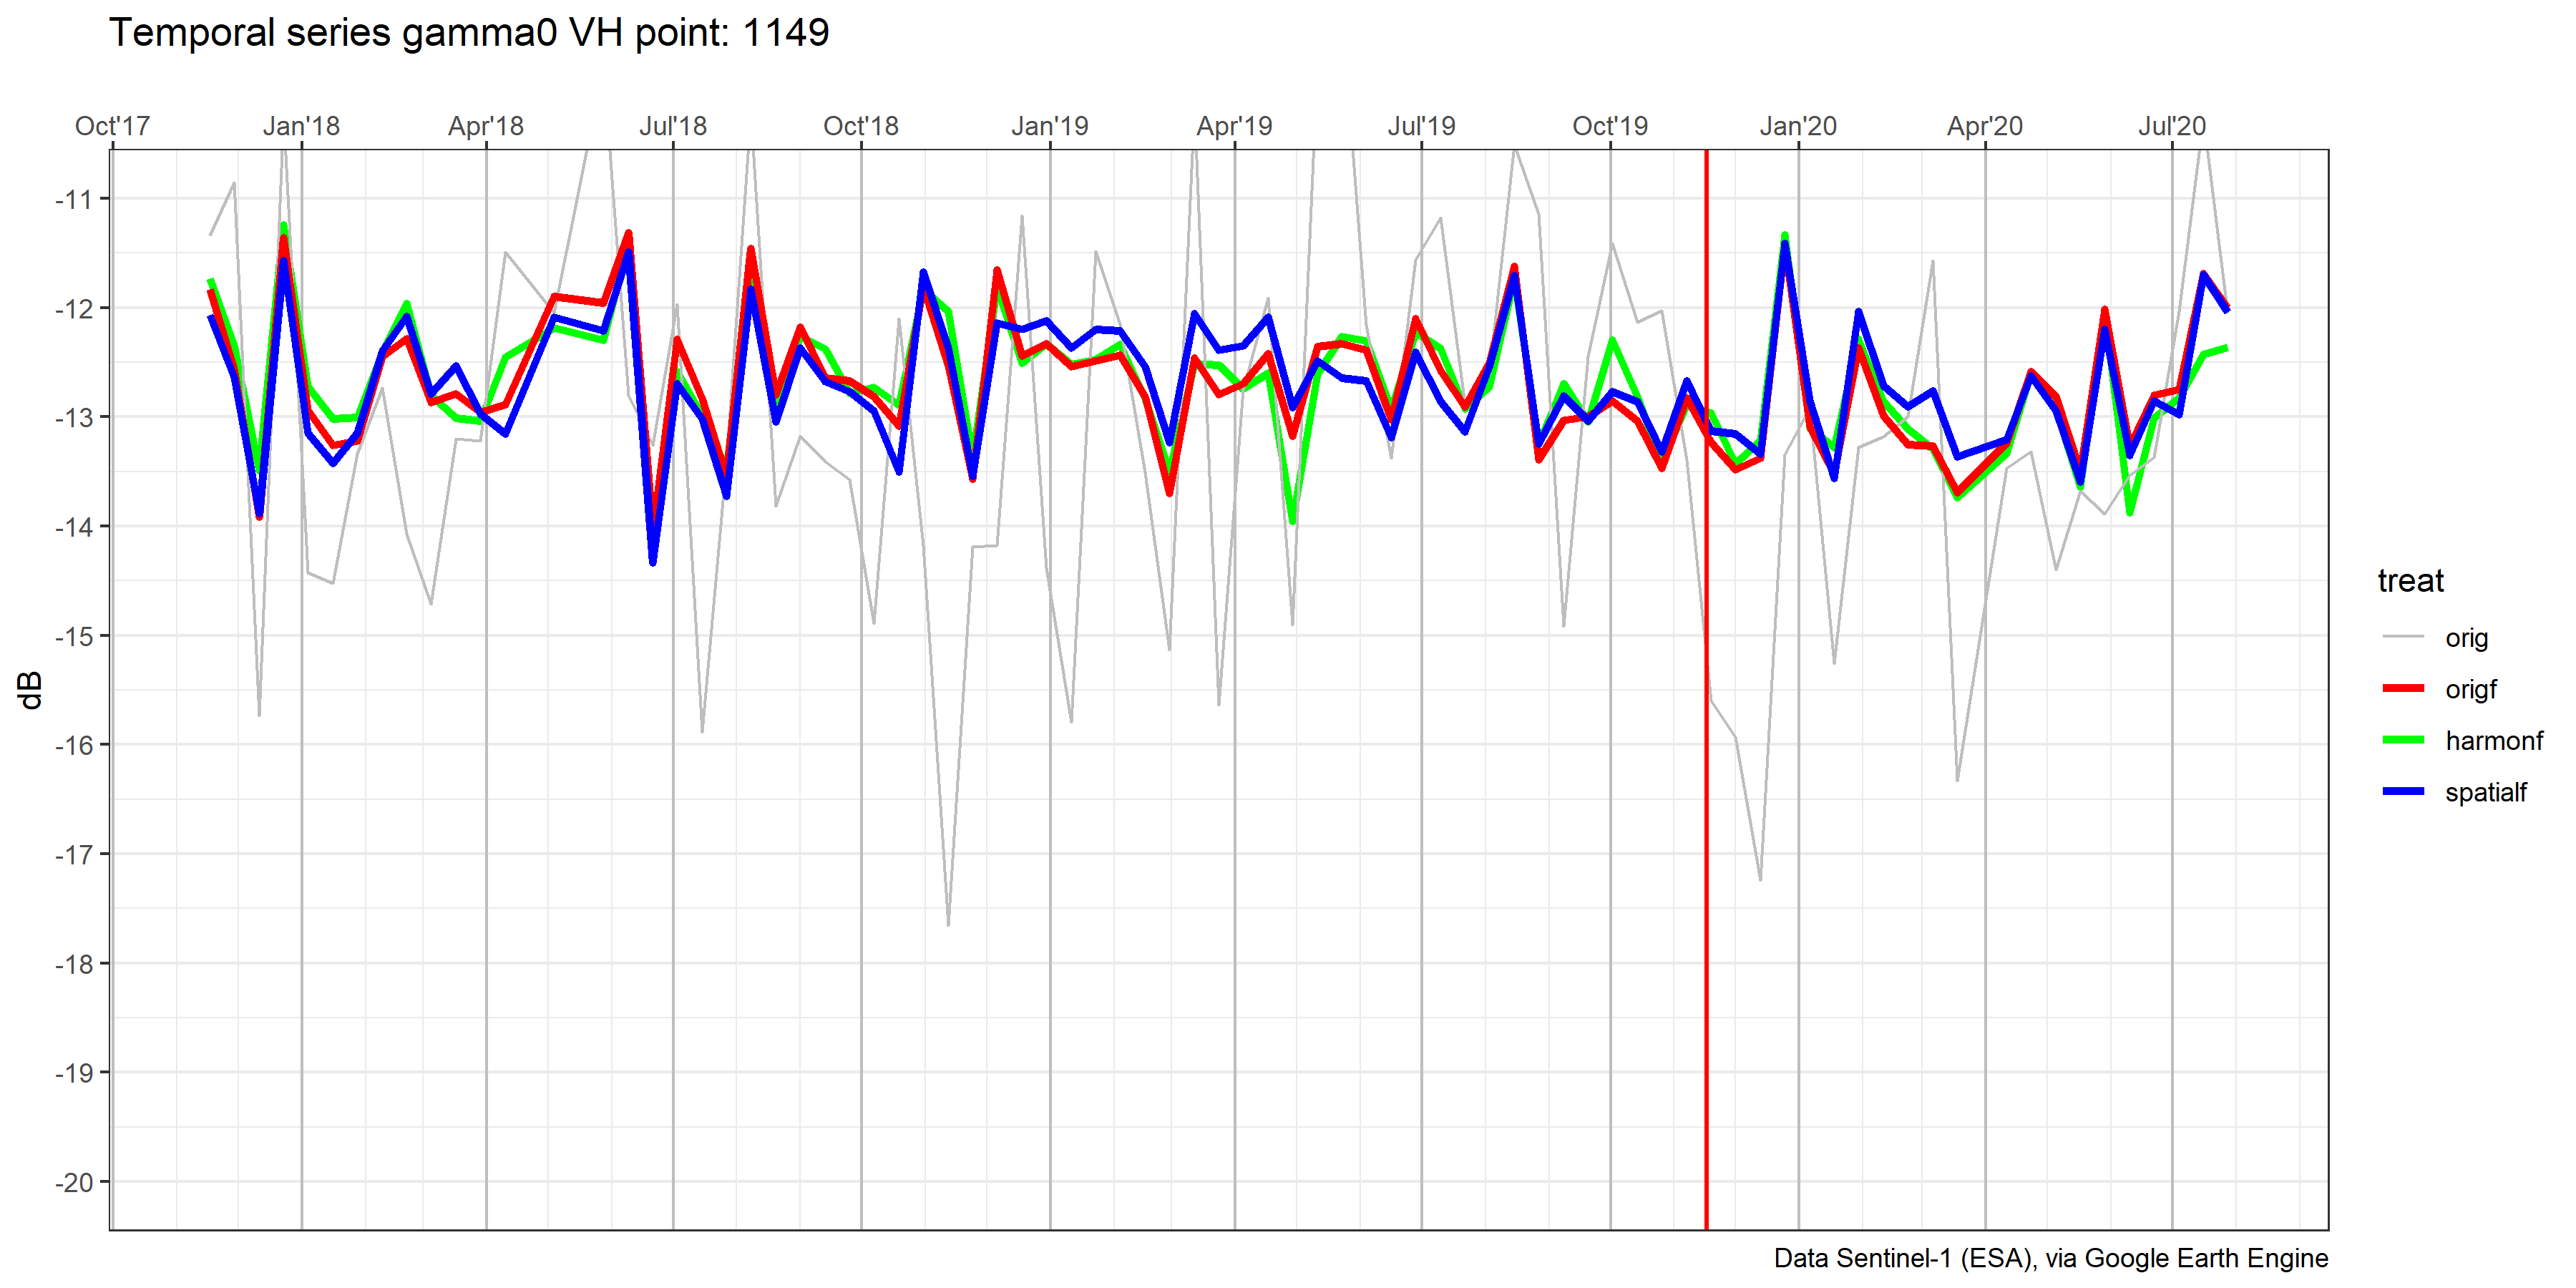 Temporal series gamma0 VH point: 1149
Oct'17 Jan'18 Apr'18 Jul'18 Oct'18 Jan'19 Apr'19 Jul'19 Oct'19 Jan'20 Apr'20 Jul'20
-11
-12
-13
-14
-15
-16
-17
-18
-19
-20
dB
treat
orig
origf
harmonf
spatialf
Data Sentinel-1 (ESA), via Google Earth Engine